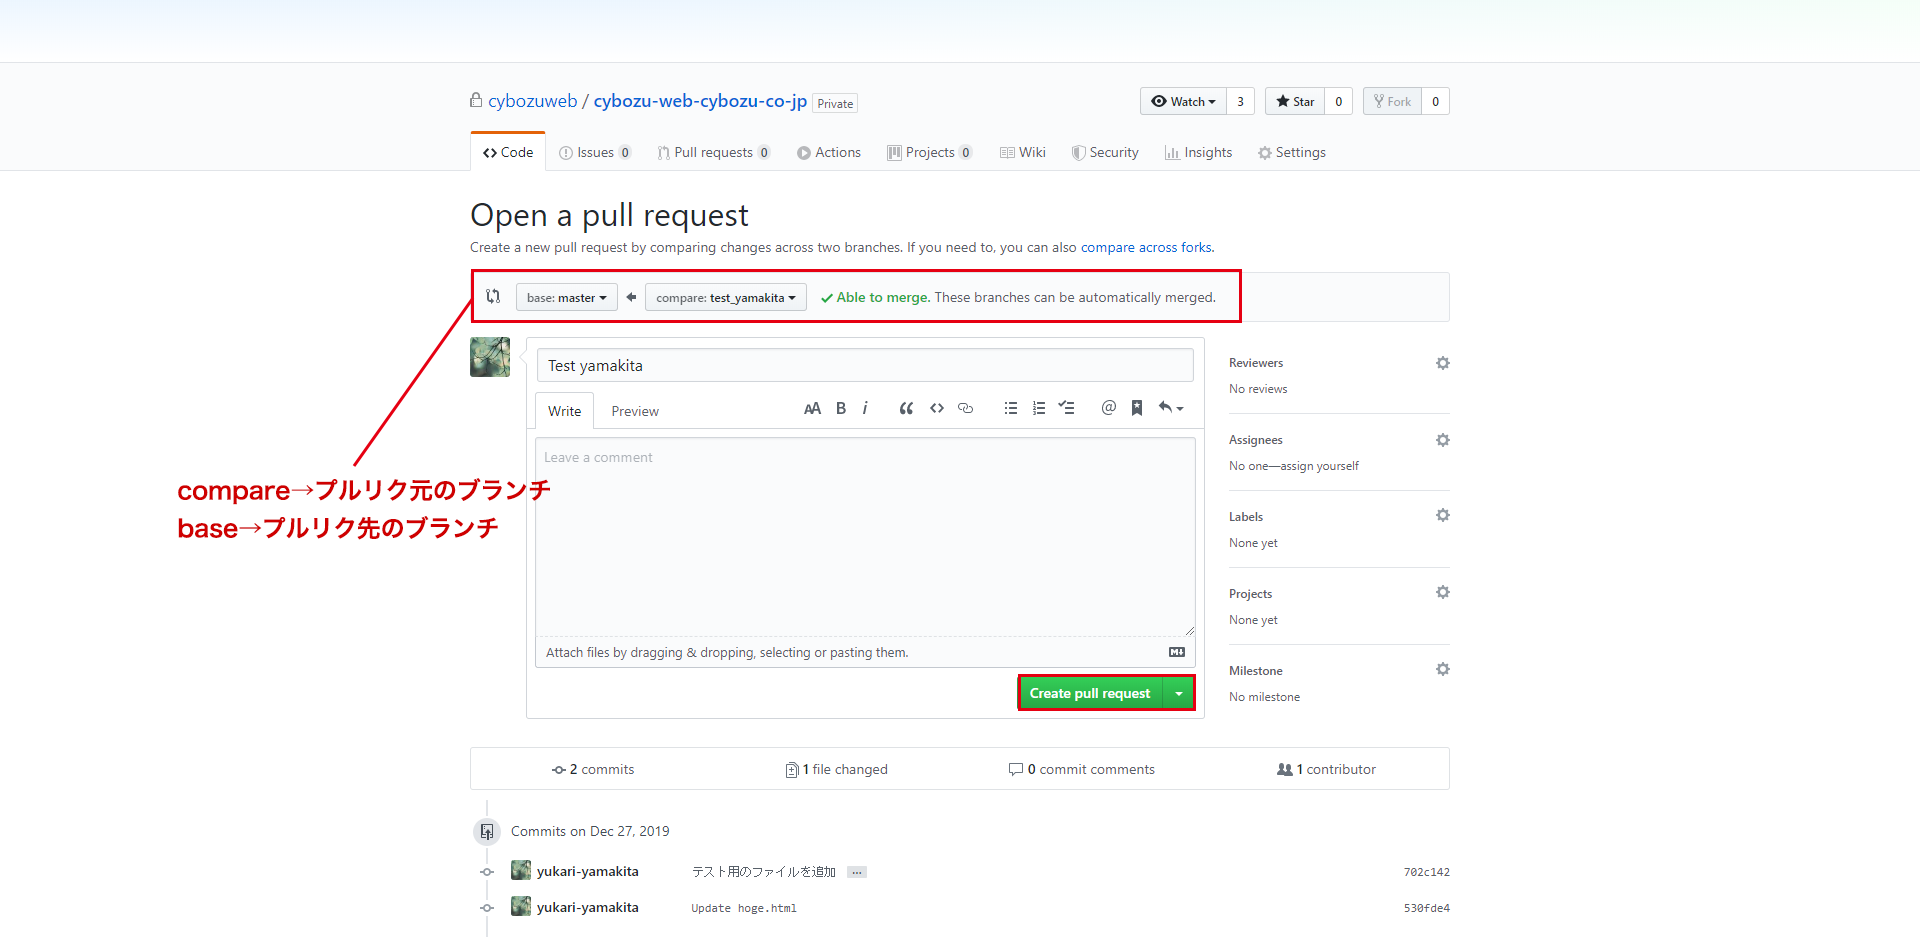 cybozuweb / cybozu-web-cybozu-co-jp Private
Watch 3 Star 0 Fork 0
Code Issues 0 Pull requests 0 Actions Projects 0 Wiki Security Insights Settings
Open a pull request
Create a new pull request by comparing changes across two branches. If you need to, you can also compare across forks.
base: master compare: test_yamakita Able to merge. These branches can be automatically merged.
Test yamakita
Write Preview AA B i
Leave a comment
compare→プルリク元のブランチ
base→プルリク先のブランチ
Attach files by dragging & dropping, selecting or pasting them.
Create pull request
Reviewers
No reviews
Assignees
No one—assign yourself
Labels
None yet
Projects
None yet
Milestone
No milestone
2 commits 1 file changed 0 commit comments 1 contributor
Commits on Dec 27, 2019
yukari-yamakita テスト用のファイルを追加 … 702c142
yukari-yamakita Update hoge.html 530fde4